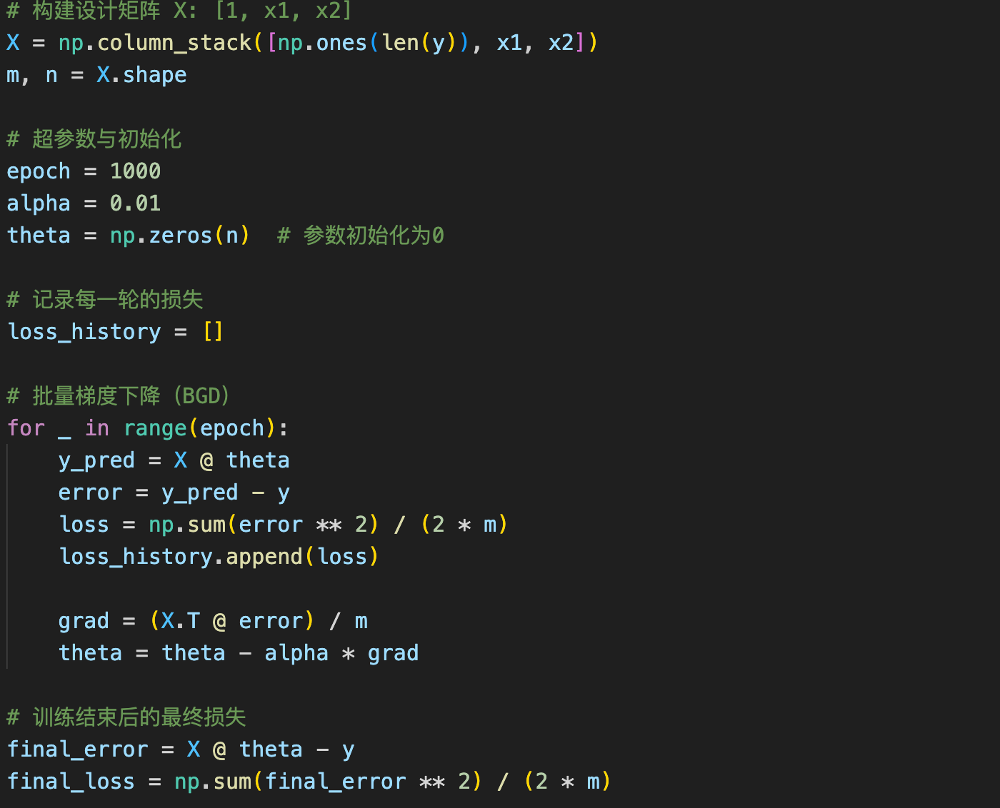 # 构建设计矩阵 X: [1, x1, x2]
X = np.column_stack([np.ones(len(y)), x1, x2])
m, n = X.shape

# 超参数与初始化
epoch = 1000
alpha = 0.01
theta = np.zeros(n)  # 参数初始化为0

# 记录每一轮的损失
loss_history = []

# 批量梯度下降（BGD）
for _ in range(epoch):
    y_pred = X @ theta
    error = y_pred - y
    loss = np.sum(error ** 2) / (2 * m)
    loss_history.append(loss)

    grad = (X.T @ error) / m
    theta = theta - alpha * grad

# 训练结束后的最终损失
final_error = X @ theta - y
final_loss = np.sum(final_error ** 2) / (2 * m)